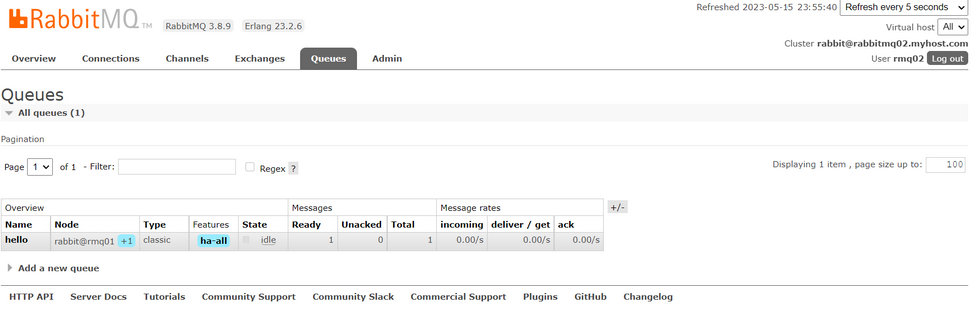 Refreshed 2023-05-15 23:55:40 Refresh every 5 seconds
RabbitMQ TM RabbitMQ 3.8.9 Erlang 23.2.6
Virtual host All
Cluster rabbit@rabbitmq02.myhost.com
User rmq02 Log out
Overview Connections Channels Exchanges Queues Admin
Queues
All queues (1)
Pagination
Page 1 of 1 - Filter: Regex ? Displaying 1 item , page size up to: 100
Overview Messages Message rates +/-
Name Node Type Features State Ready Unacked Total incoming deliver / get ack
hello rabbit@rmq01 +1 classic ha-all idle 1 0 1 0.00/s 0.00/s 0.00/s
Add a new queue
HTTP API Server Docs Tutorials Community Support Community Slack Commercial Support Plugins GitHub Changelog